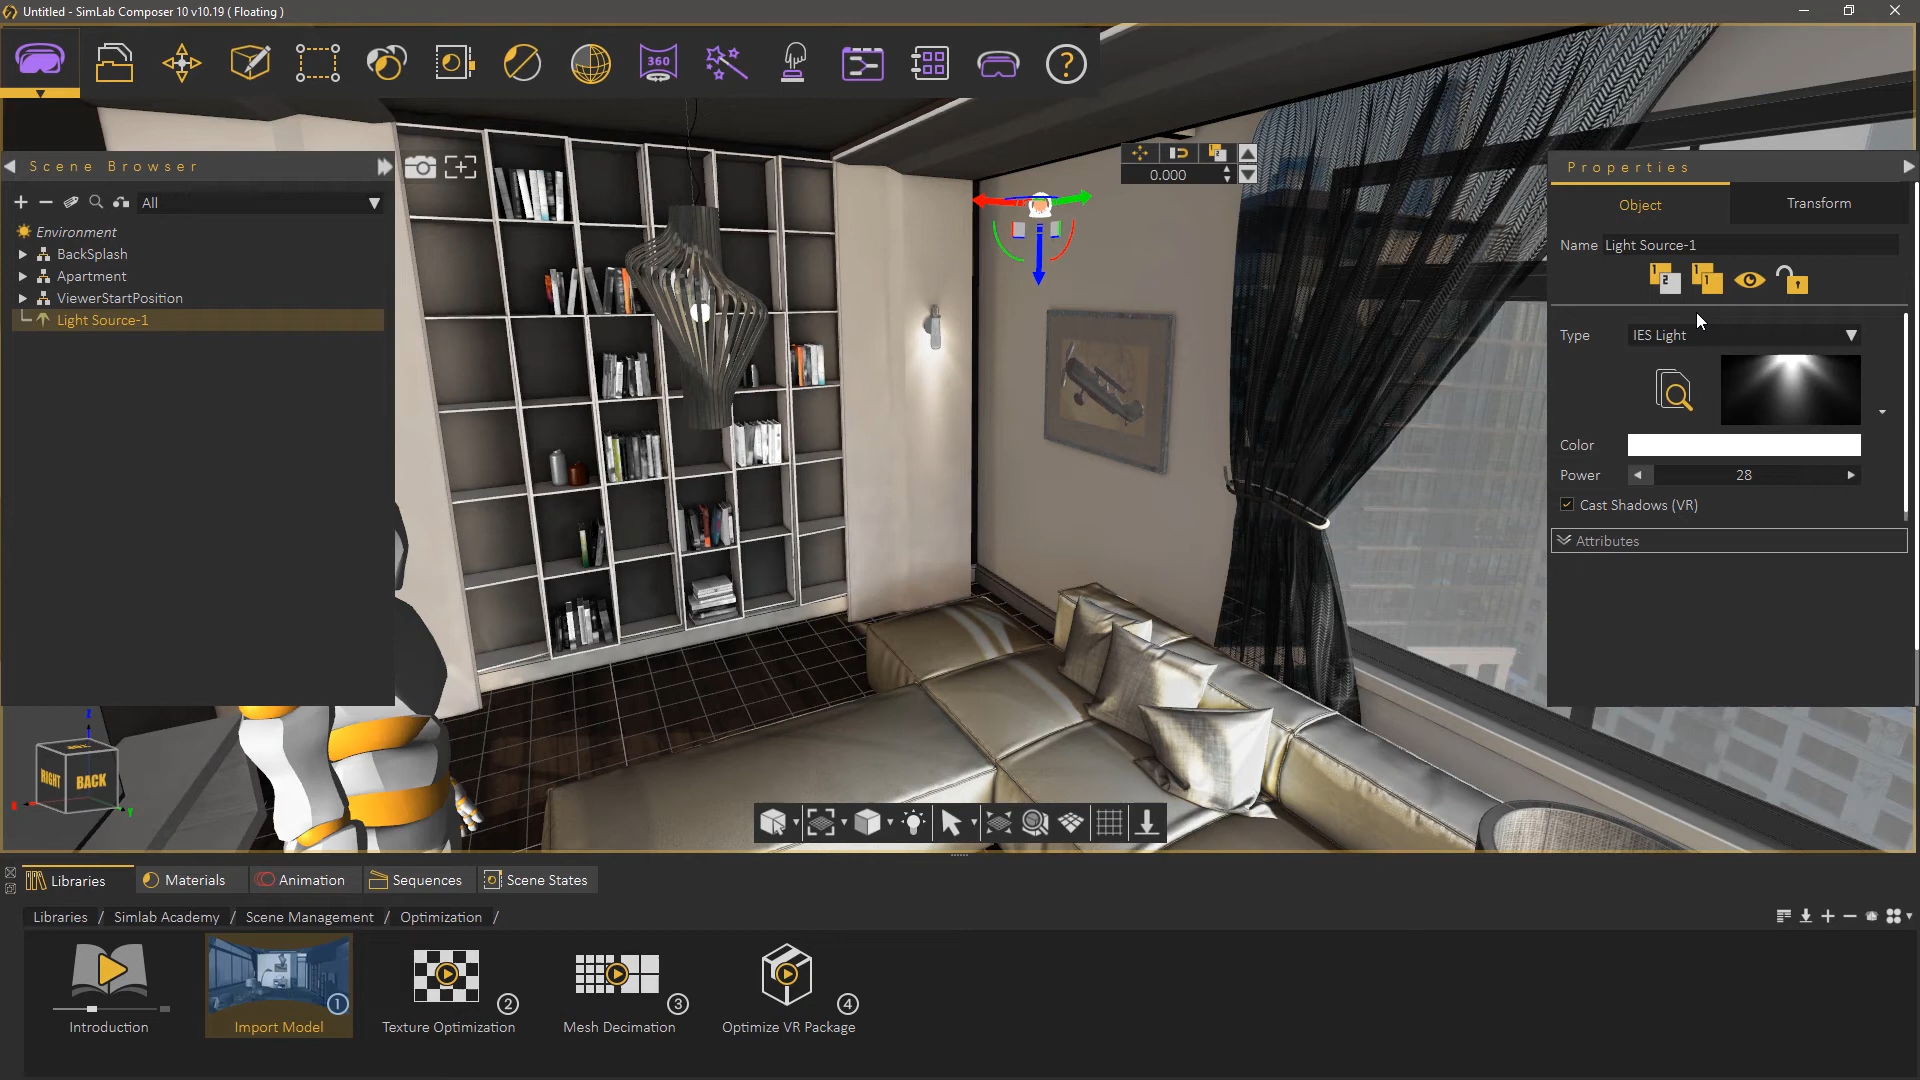 Untitled - SimLab Composer 10 v10.19 ( Floating )
360
?
Scene Browser
All
Environment
BackSplash
Apartment
ViewerStartPosition
Light Source-1
0.000
Properties
Object
Transform
Name Light Source-1
Type IES Light
Color
Power 28
Cast Shadows (VR)
Attributes
RIGHT BACK
Libraries
Materials
Animation
Sequences
Scene States
Libraries / Simlab Academy / Scene Management / Optimization /
1
2
3
4
Introduction
Import Model
Texture Optimization
Mesh Decimation
Optimize VR Package